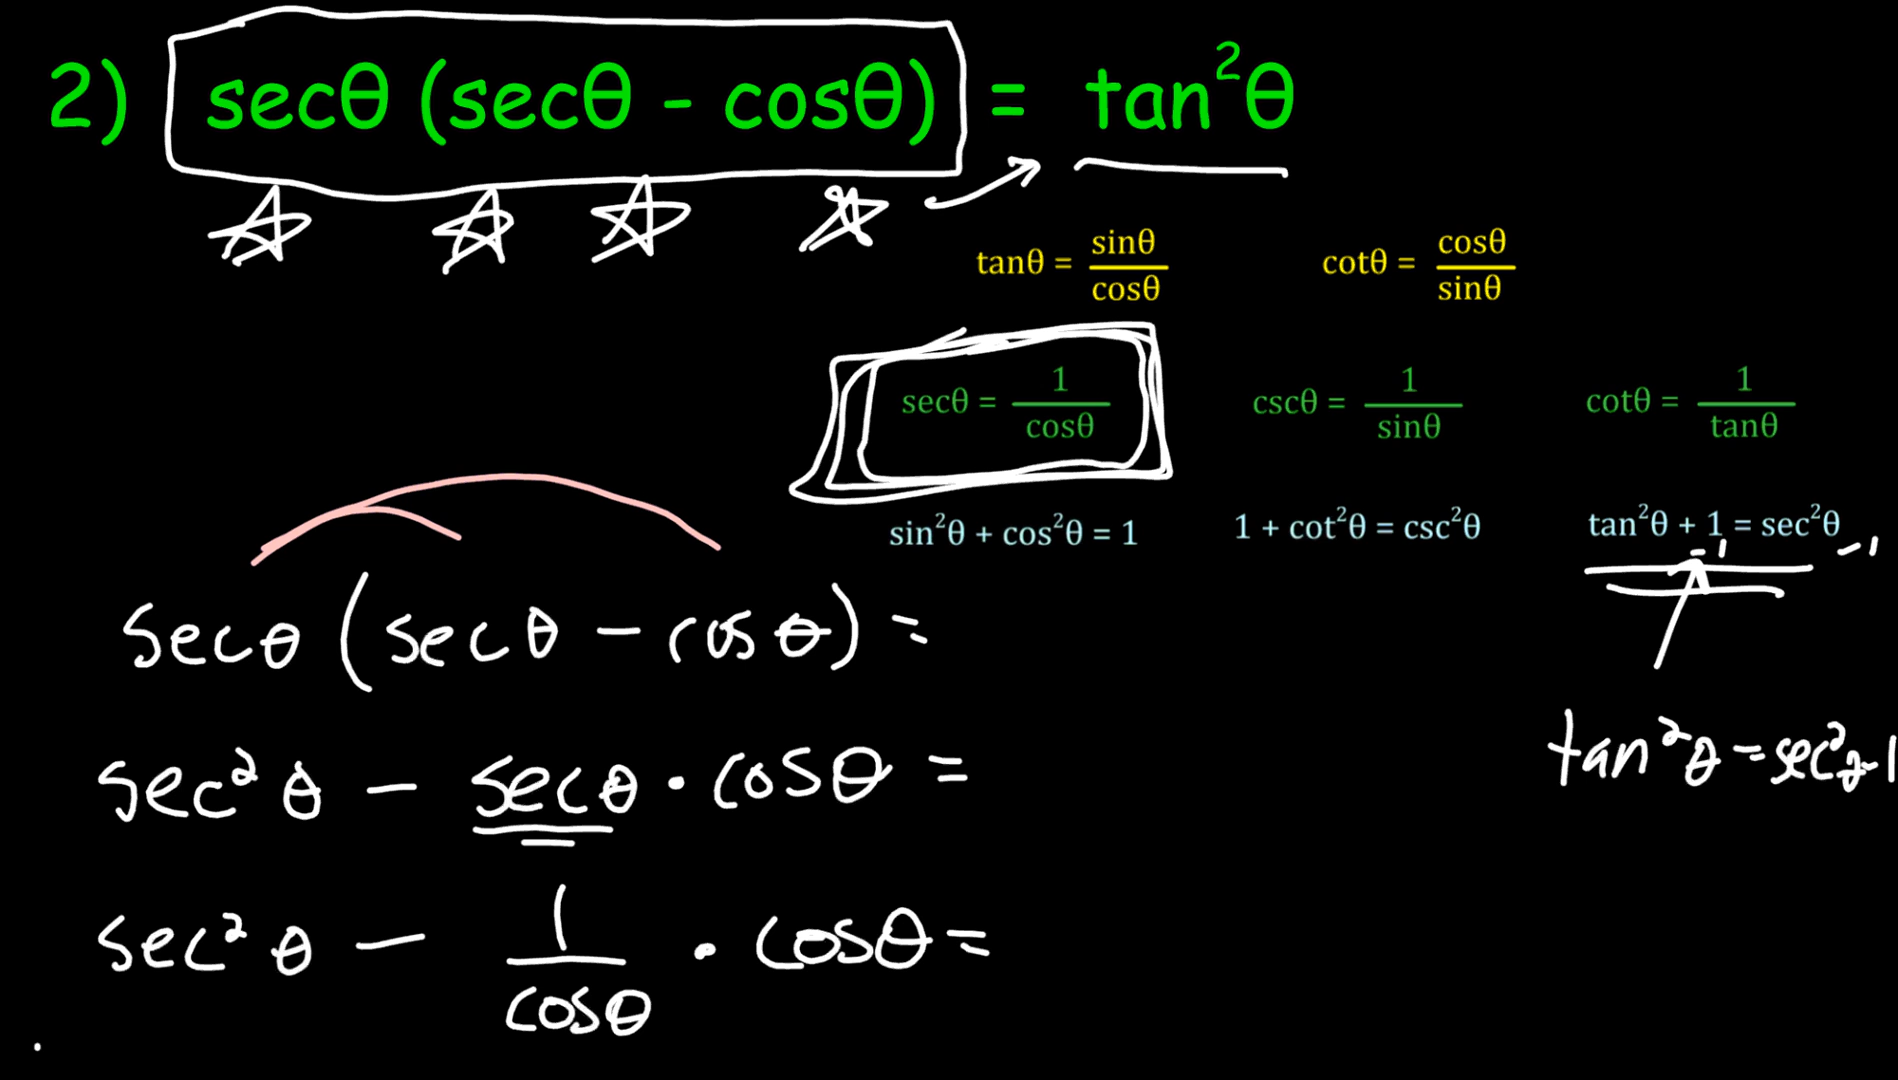 2) secθ (secθ - cosθ) = tan²θ
tanθ = sinθ/cosθ
cotθ = cosθ/sinθ
secθ = 1/cosθ
cscθ = 1/sinθ
cotθ = 1/tanθ
sin²θ + cos²θ = 1
1 + cot²θ = csc²θ
tan²θ + 1 = sec²θ
-1 -1
secθ (secθ - cosθ) =
tan²θ = sec²θ-1
sec²θ - secθ · cosθ =
sec²θ - 1/cosθ · cosθ =